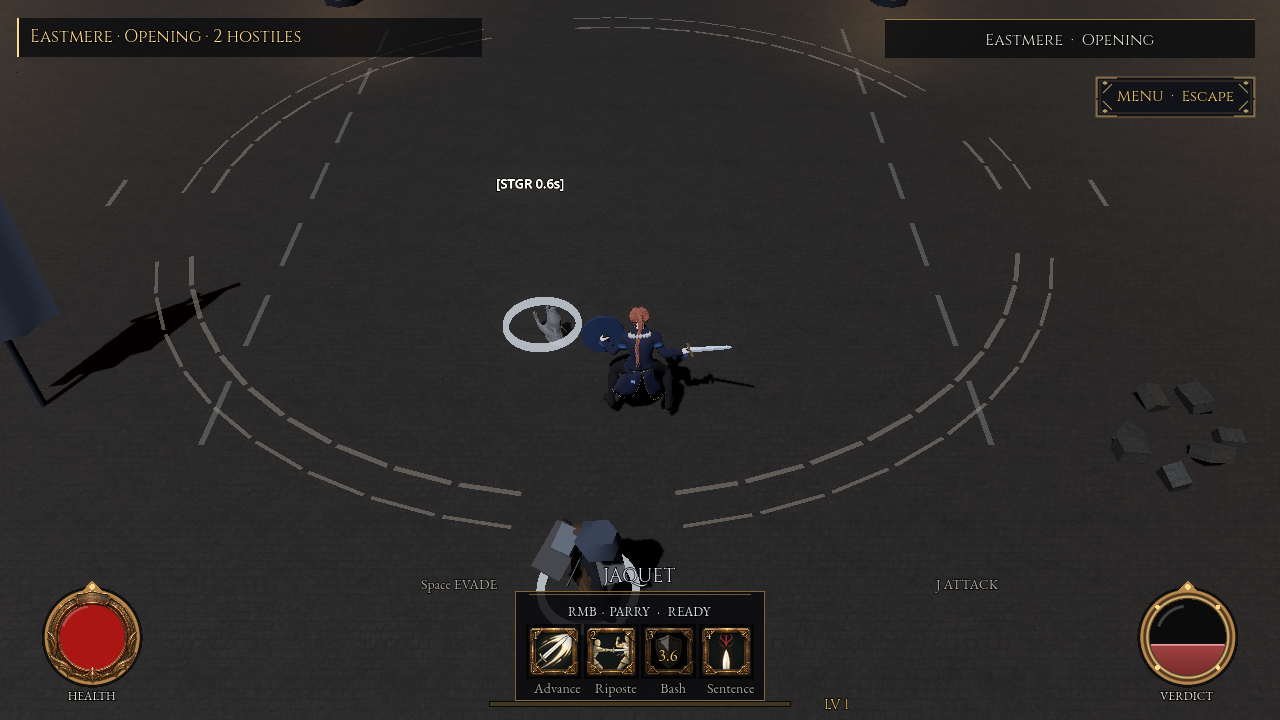 Eastmere · Opening · 2 hostiles
Eastmere · Opening
MENU · Escape
[STGR 0.6s]
Space EVADE
JAQUET
J ATTACK
RMB · PARRY · READY
1 2 3 4
3.6
Advance Riposte Bash Sentence
HEALTH
VERDICT
LV 1